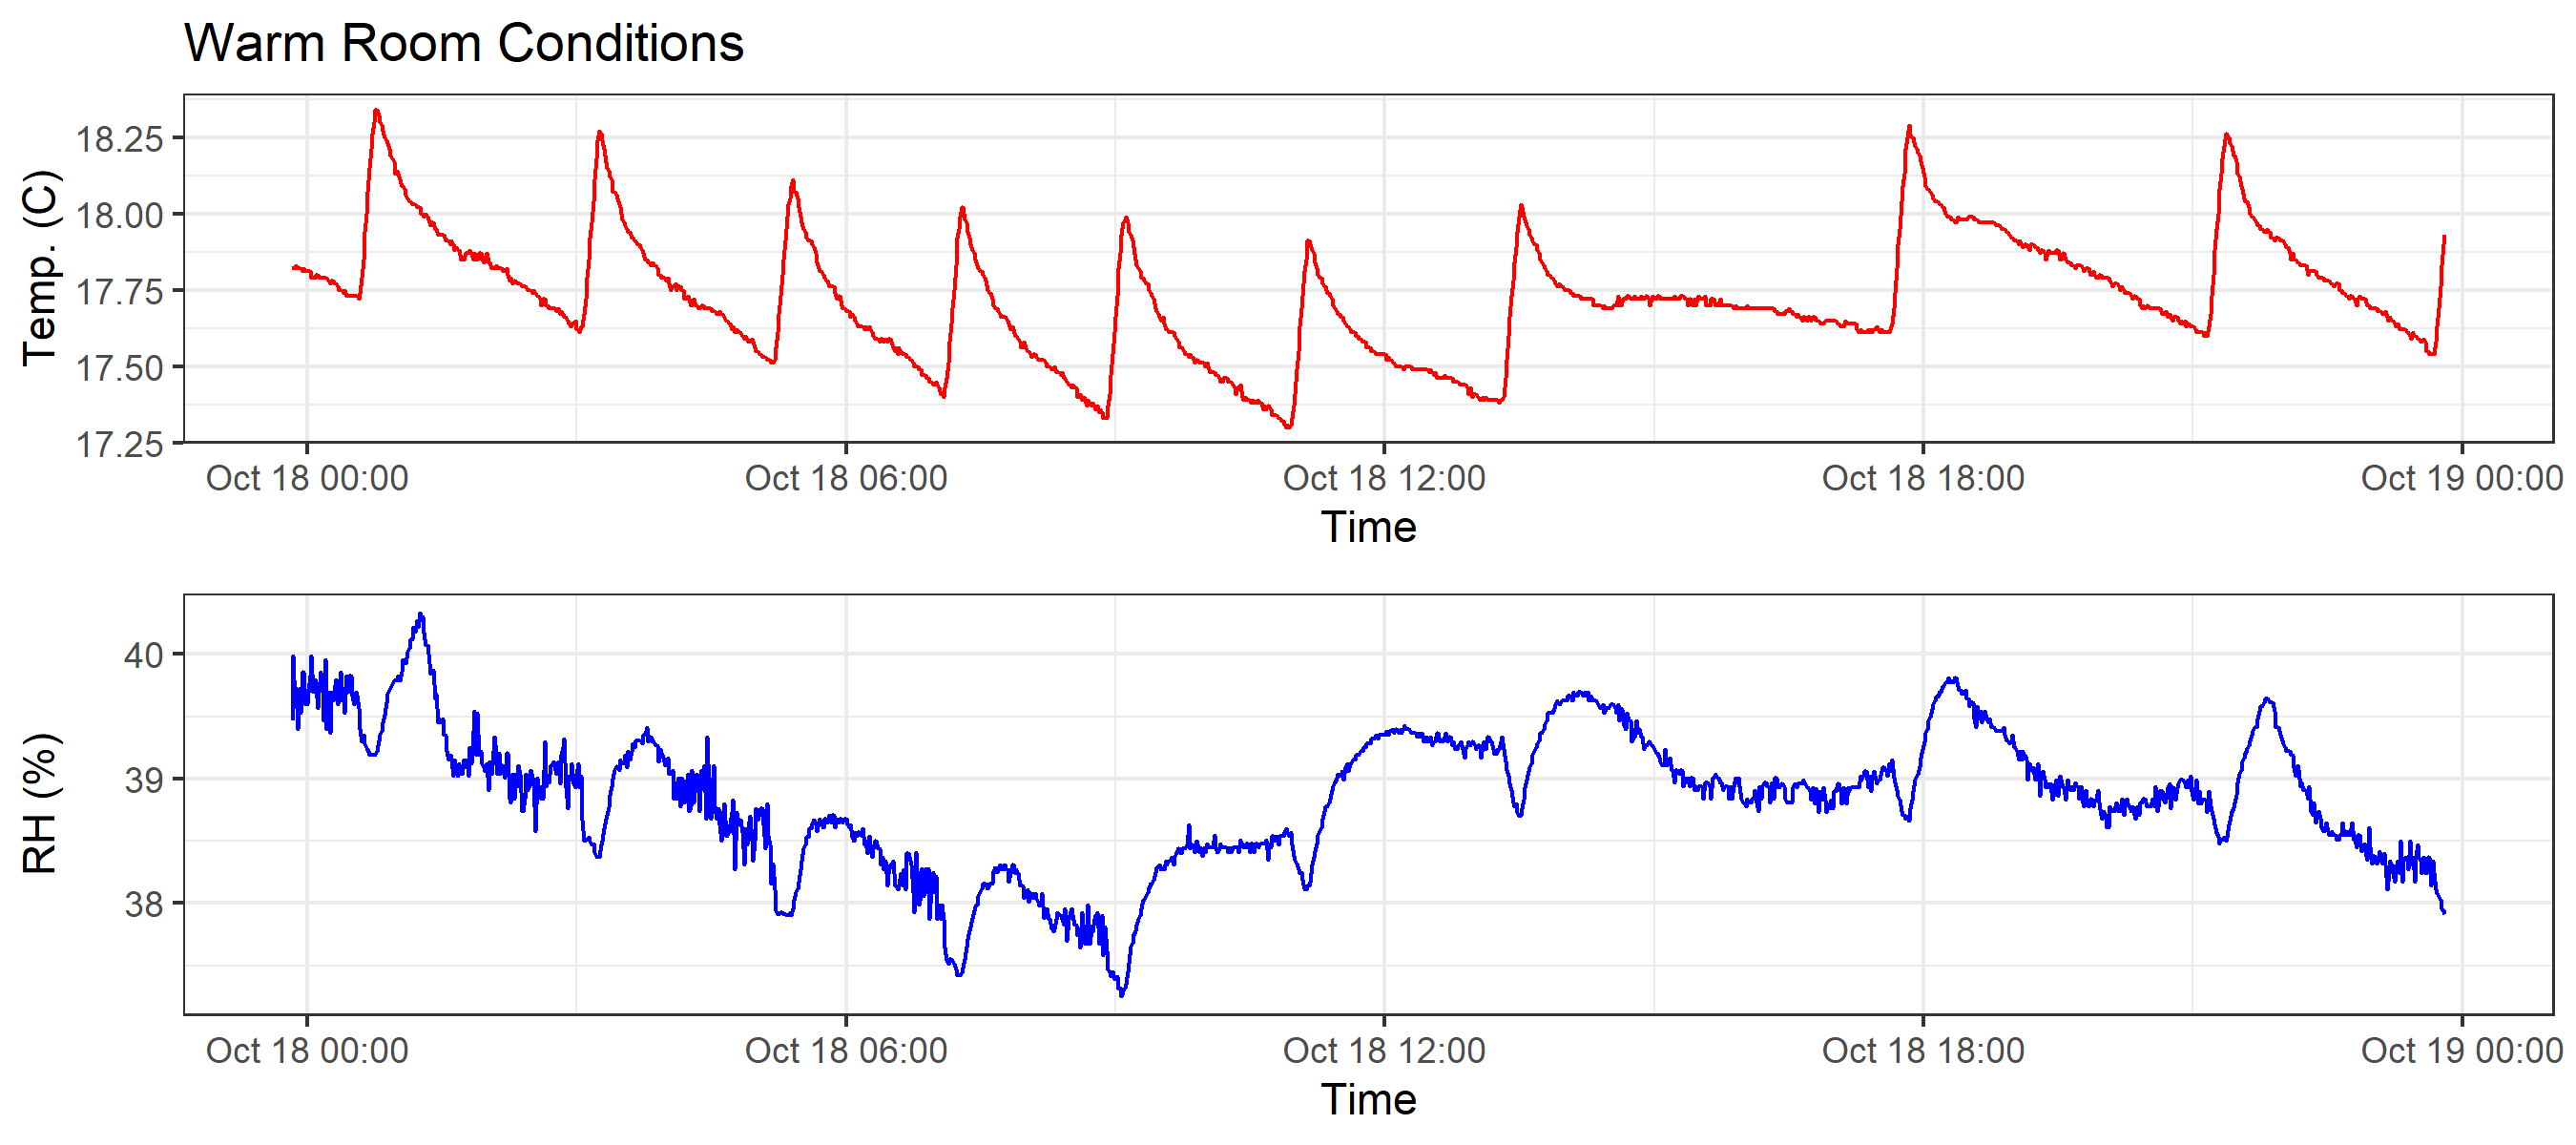 Warm Room Conditions
Temp. (C)
18.25
18.00
17.75
17.50
17.25
Oct 18 00:00 Oct 18 06:00 Oct 18 12:00 Oct 18 18:00 Oct 19 00:00
Time
RH (%)
40
39
38
Oct 18 00:00 Oct 18 06:00 Oct 18 12:00 Oct 18 18:00 Oct 19 00:00
Time